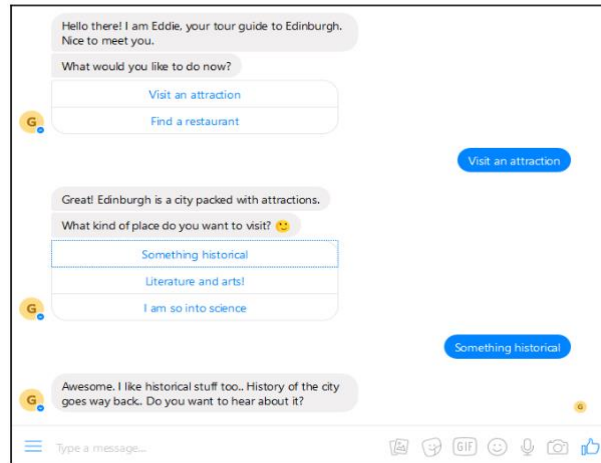 Hello there! I am Eddie, your tour guide to Edinburgh.
Nice to meet you.
What would you like to do now?
Visit an attraction
G
Find a restaurant
Visit an attraction
Great! Edinburgh is a city packed with attractions.
What kind of place do you want to visit? 🙂
Something historical
Literature and arts!
G
I am so into science
Something historical
Awesome. I like historical stuff too.. History of the city
G
goes way back.. Do you want to hear about it?
G
Type a message...
GIF